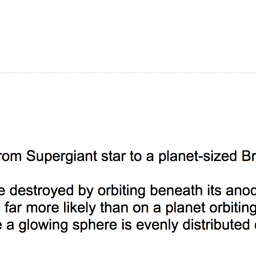 rom Supergiant star to a planet-sized Br
e destroyed by orbiting beneath its anod
far more likely than on a planet orbiting
e a glowing sphere is evenly distributed